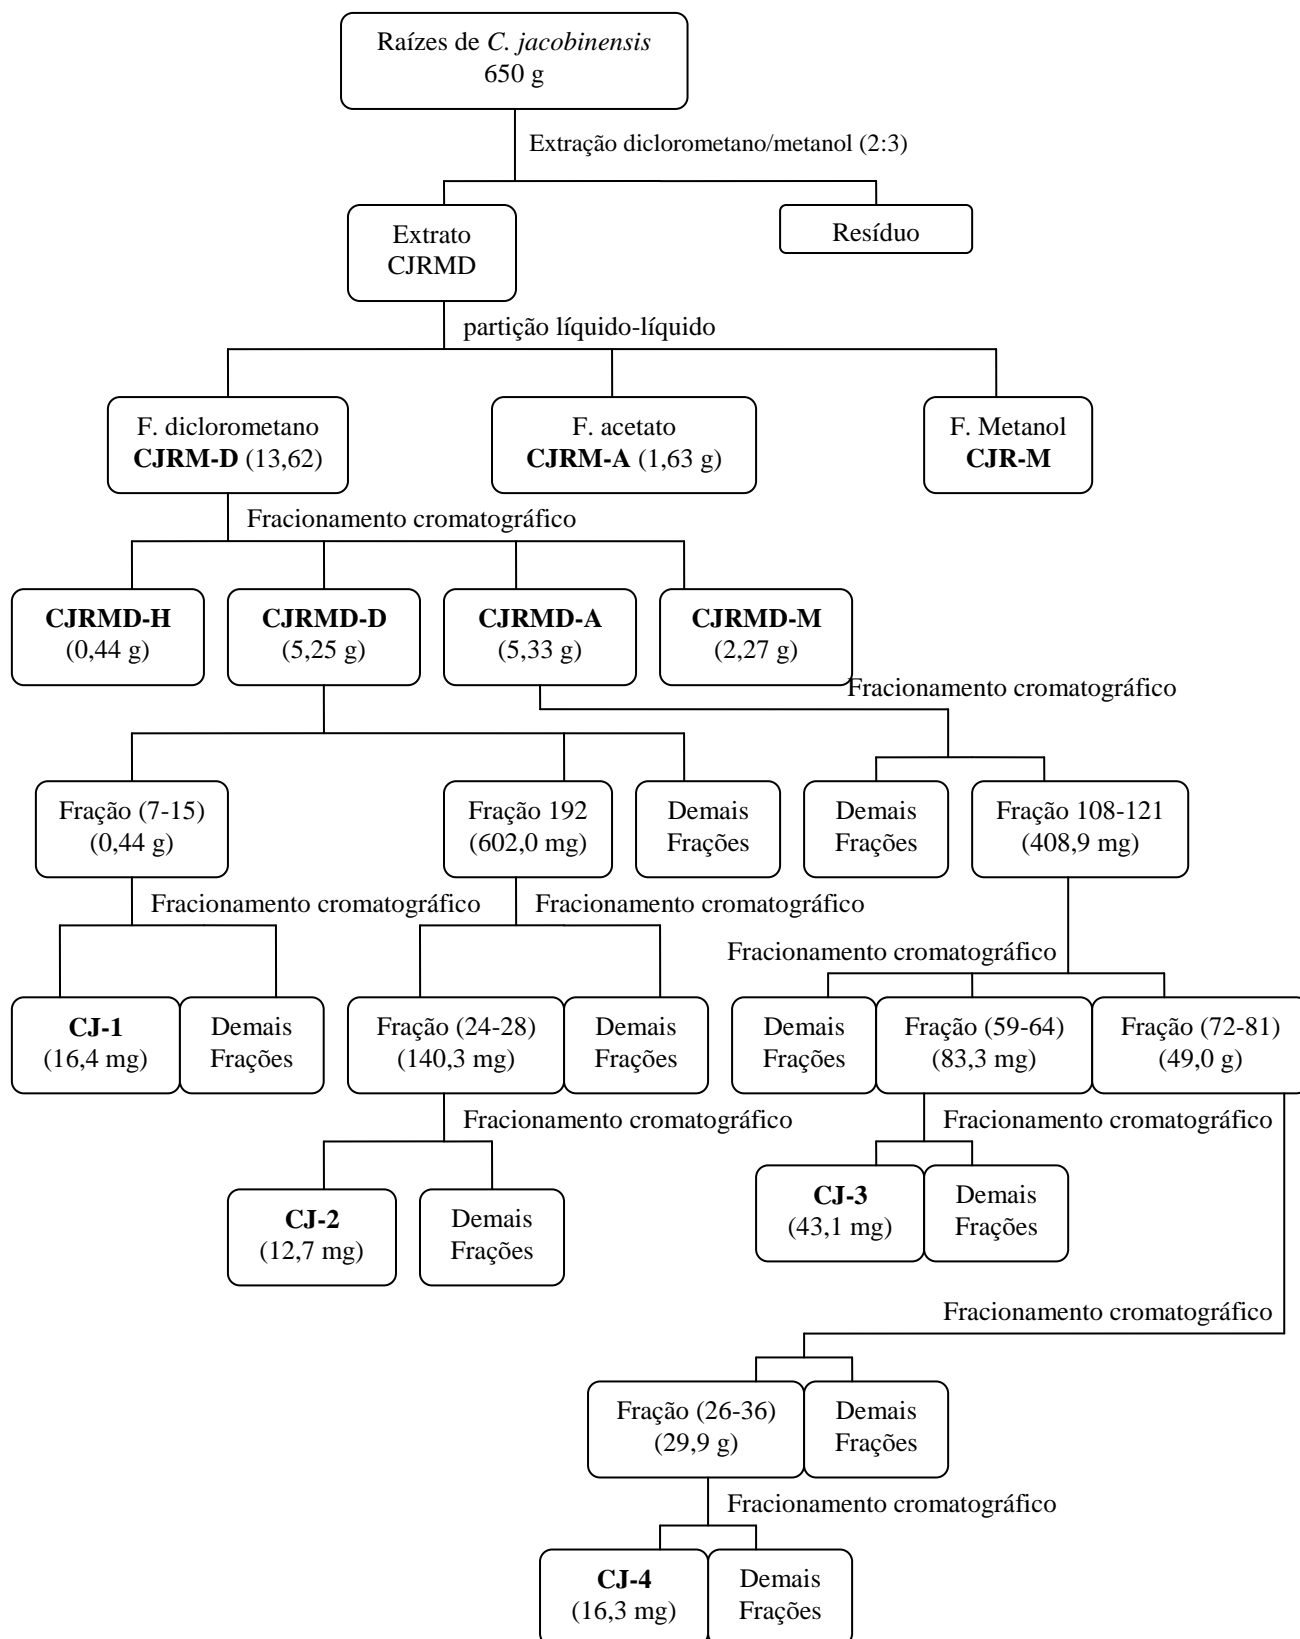 Raízes de C. jacobinensis
650 g
Extração diclorometano/metanol (2:3)
Extrato
CJRMD
Resíduo
partição líquido-líquido
F. diclorometano
CJRM-D (13,62)
F. acetato
CJRM-A (1,63 g)
F. Metanol
CJR-M
Fracionamento cromatográfico
CJRMD-H
(0,44 g)
CJRMD-D
(5,25 g)
CJRMD-A
(5,33 g)
CJRMD-M
(2,27 g)
Fracionamento cromatográfico
Fração (7-15)
(0,44 g)
Fração 192
(602,0 mg)
Demais
Frações
Demais
Frações
Fração 108-121
(408,9 mg)
Fracionamento cromatográfico
Fracionamento cromatográfico
Fracionamento cromatográfico
CJ-1
(16,4 mg)
Demais
Frações
Fração (24-28)
(140,3 mg)
Demais
Frações
Demais
Frações
Fração (59-64)
(83,3 mg)
Fração (72-81)
(49,0 g)
Fracionamento cromatográfico
Fracionamento cromatográfico
CJ-2
(12,7 mg)
Demais
Frações
CJ-3
(43,1 mg)
Demais
Frações
Fracionamento cromatográfico
Fração (26-36)
(29,9 g)
Demais
Frações
Fracionamento cromatográfico
CJ-4
(16,3 mg)
Demais
Frações